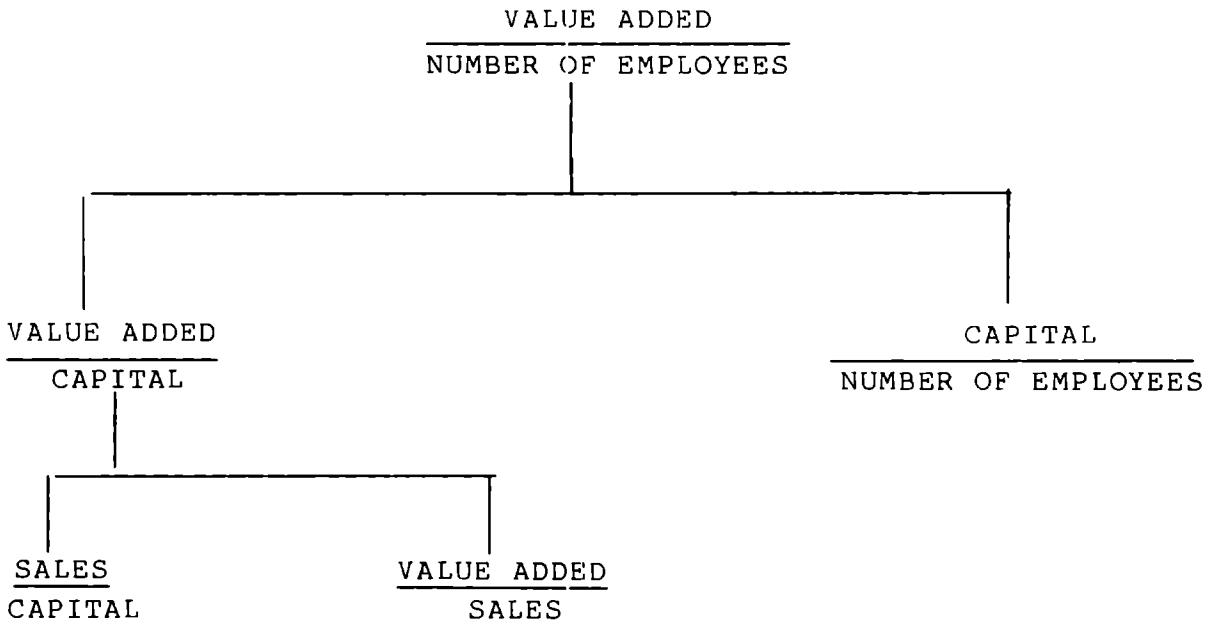 VALUE ADDED
NUMBER OF EMPLOYEES
VALUE ADDED
CAPITAL
CAPITAL
NUMBER OF EMPLOYEES
SALES
CAPITAL
VALUE ADDED
SALES